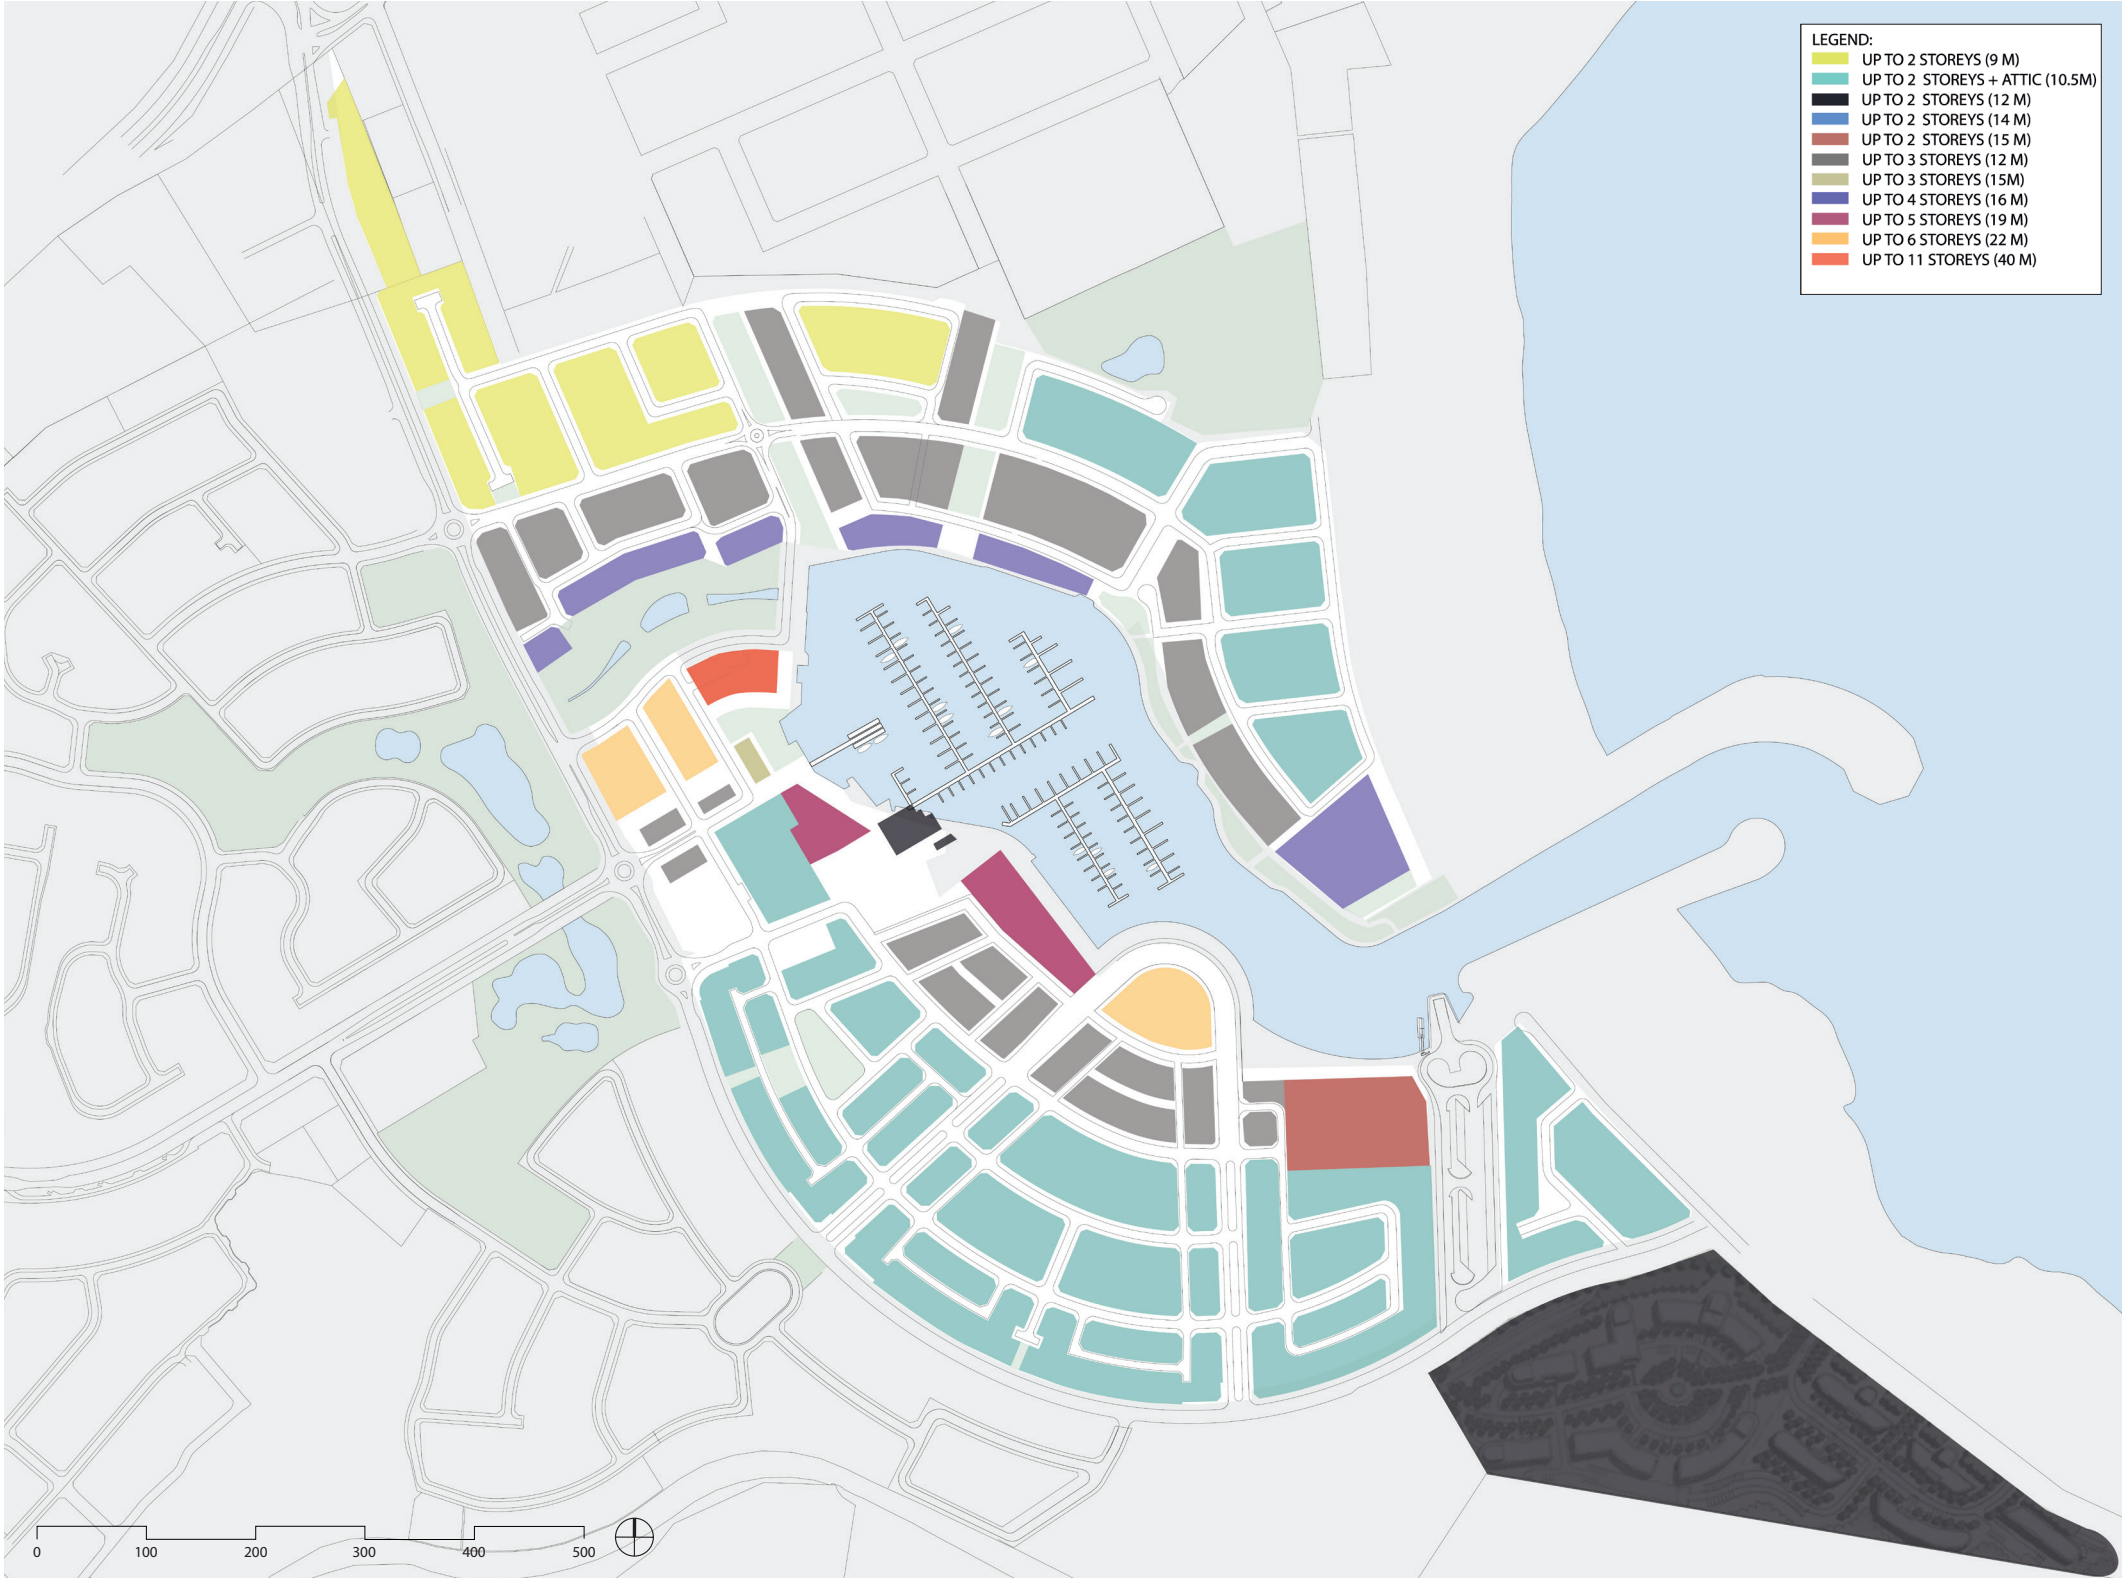 LEGEND:
UP TO 2 STOREYS (9 M)
UP TO 2 STOREYS + ATTIC (10.5M)
UP TO 2 STOREYS (12 M)
UP TO 2 STOREYS (14 M)
UP TO 2 STOREYS (15 M)
UP TO 3 STOREYS (12 M)
UP TO 3 STOREYS (15M)
UP TO 4 STOREYS (16 M)
UP TO 5 STOREYS (19 M)
UP TO 6 STOREYS (22 M)
UP TO 11 STOREYS (40 M)
0 100 200 300 400 500